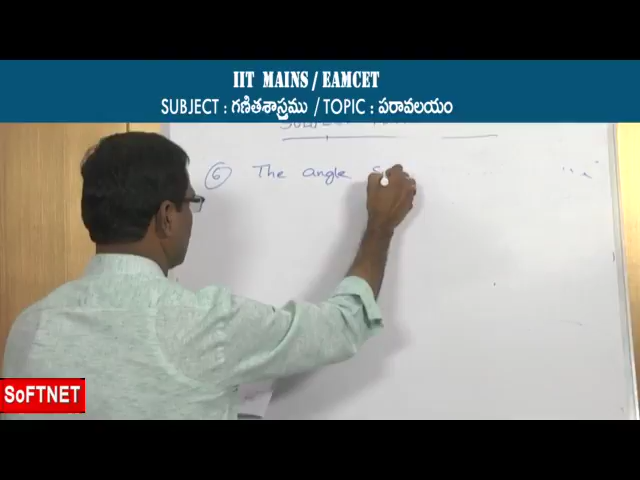 IIT MAINS / EAMCET
SUBJECT : గణితశాస్త్రము / TOPIC : పరావలయం
6 The angle
SoFTNET